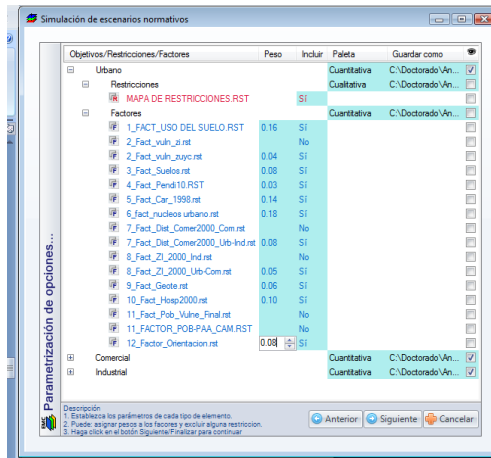 Simulación de escenarios normativos
Objetivos/Restricciones/Factores Peso Incluir Paleta Guardar como
Urbano Cuantitativa C:\Doctorado\An...
Restricciones Cualitativa C:\Doctorado\An...
MAPA DE RESTRICCIONES.RST Sí
Factores Cuantitativa C:\Doctorado\An...
1_FACT_USO DEL SUELO.RST 0.16 Sí
2_Fact_vuln_zi.rst No
2_Fact_vuln_zuyc.rst 0.04 Sí
3_Fact_Suelos.rst 0.08 Sí
4_Fact_Pendi10.RST 0.03 Sí
5_Fact_Car_1998.rst 0.14 Sí
6_fact_nucleos urbano.rst 0.18 Sí
7_Fact_Dist_Comer2000_Com.rst No
7_Fact_Dist_Comer2000_Urb-Ind.rst 0.08 Sí
8_Fact_ZI_2000_Ind.rst No
8_Fact_ZI_2000_Urb-Com.rst 0.05 Sí
9_Fact_Geote.rst 0.06 Sí
10_Fact_Hosp2000.rst 0.10 Sí
11_Fact_Pob_Vulne_Final.rst No
11_FACTOR_POB-PAA_CAM.RST No
12_Factor_Orientacion.rst 0.08 Sí
Comercial Cuantitativa C:\Doctorado\An...
Industrial Cuantitativa C:\Doctorado\An...
Parametrización de opciones...
Descripción
1. Establezca los parámetros de cada tipo de elemento.
2. Puede: asignar pesos a los facores y excluir alguna restriccion.
3. Haga click en el botón Siguiente/Finalizar para continuar
Anterior Siguiente Cancelar